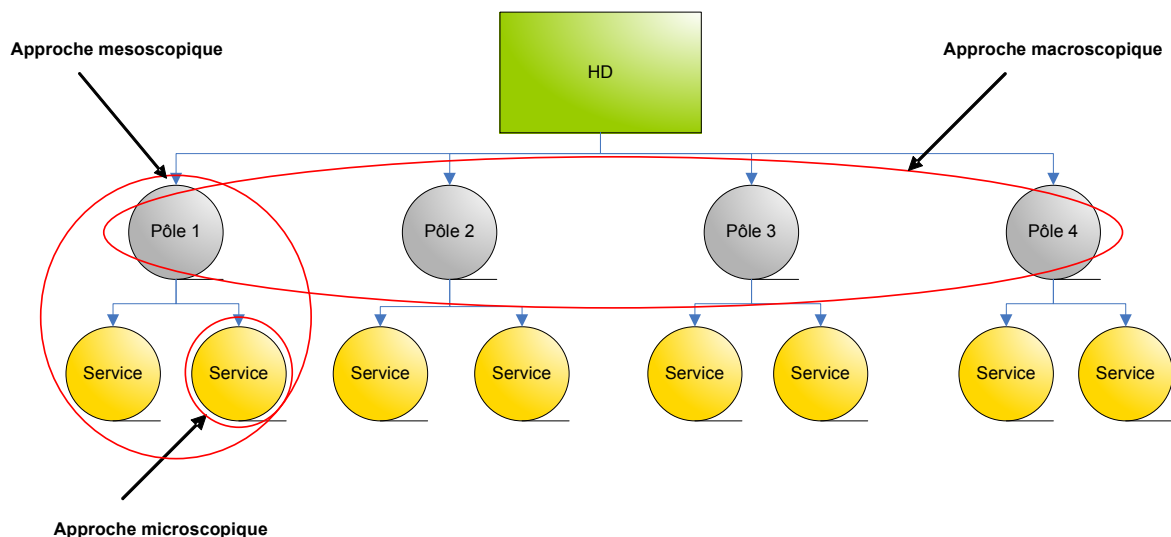 Approche mesoscopique
Approche macroscopique
HD
Pôle 1
Pôle 2
Pôle 3
Pôle 4
Service
Service
Service
Service
Service
Service
Service
Service
Approche microscopique